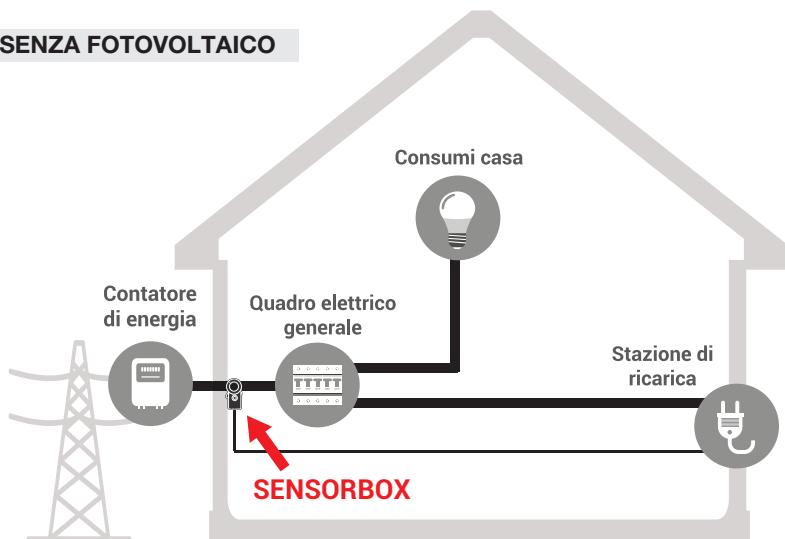 SENZA FOTOVOLTAICO
Consumi casa
Contatore
di energia
Quadro elettrico
generale
Stazione di
ricarica
SENSORBOX